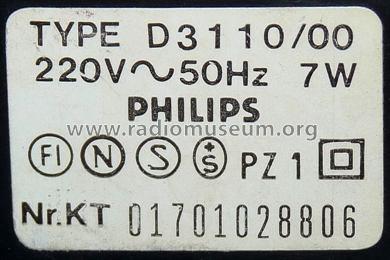 TYPE D3110/00
220V~50Hz 7W
PHILIPS
www.radiomuseum.org
FI N S S PZ 1
Nr.KT 01701028806